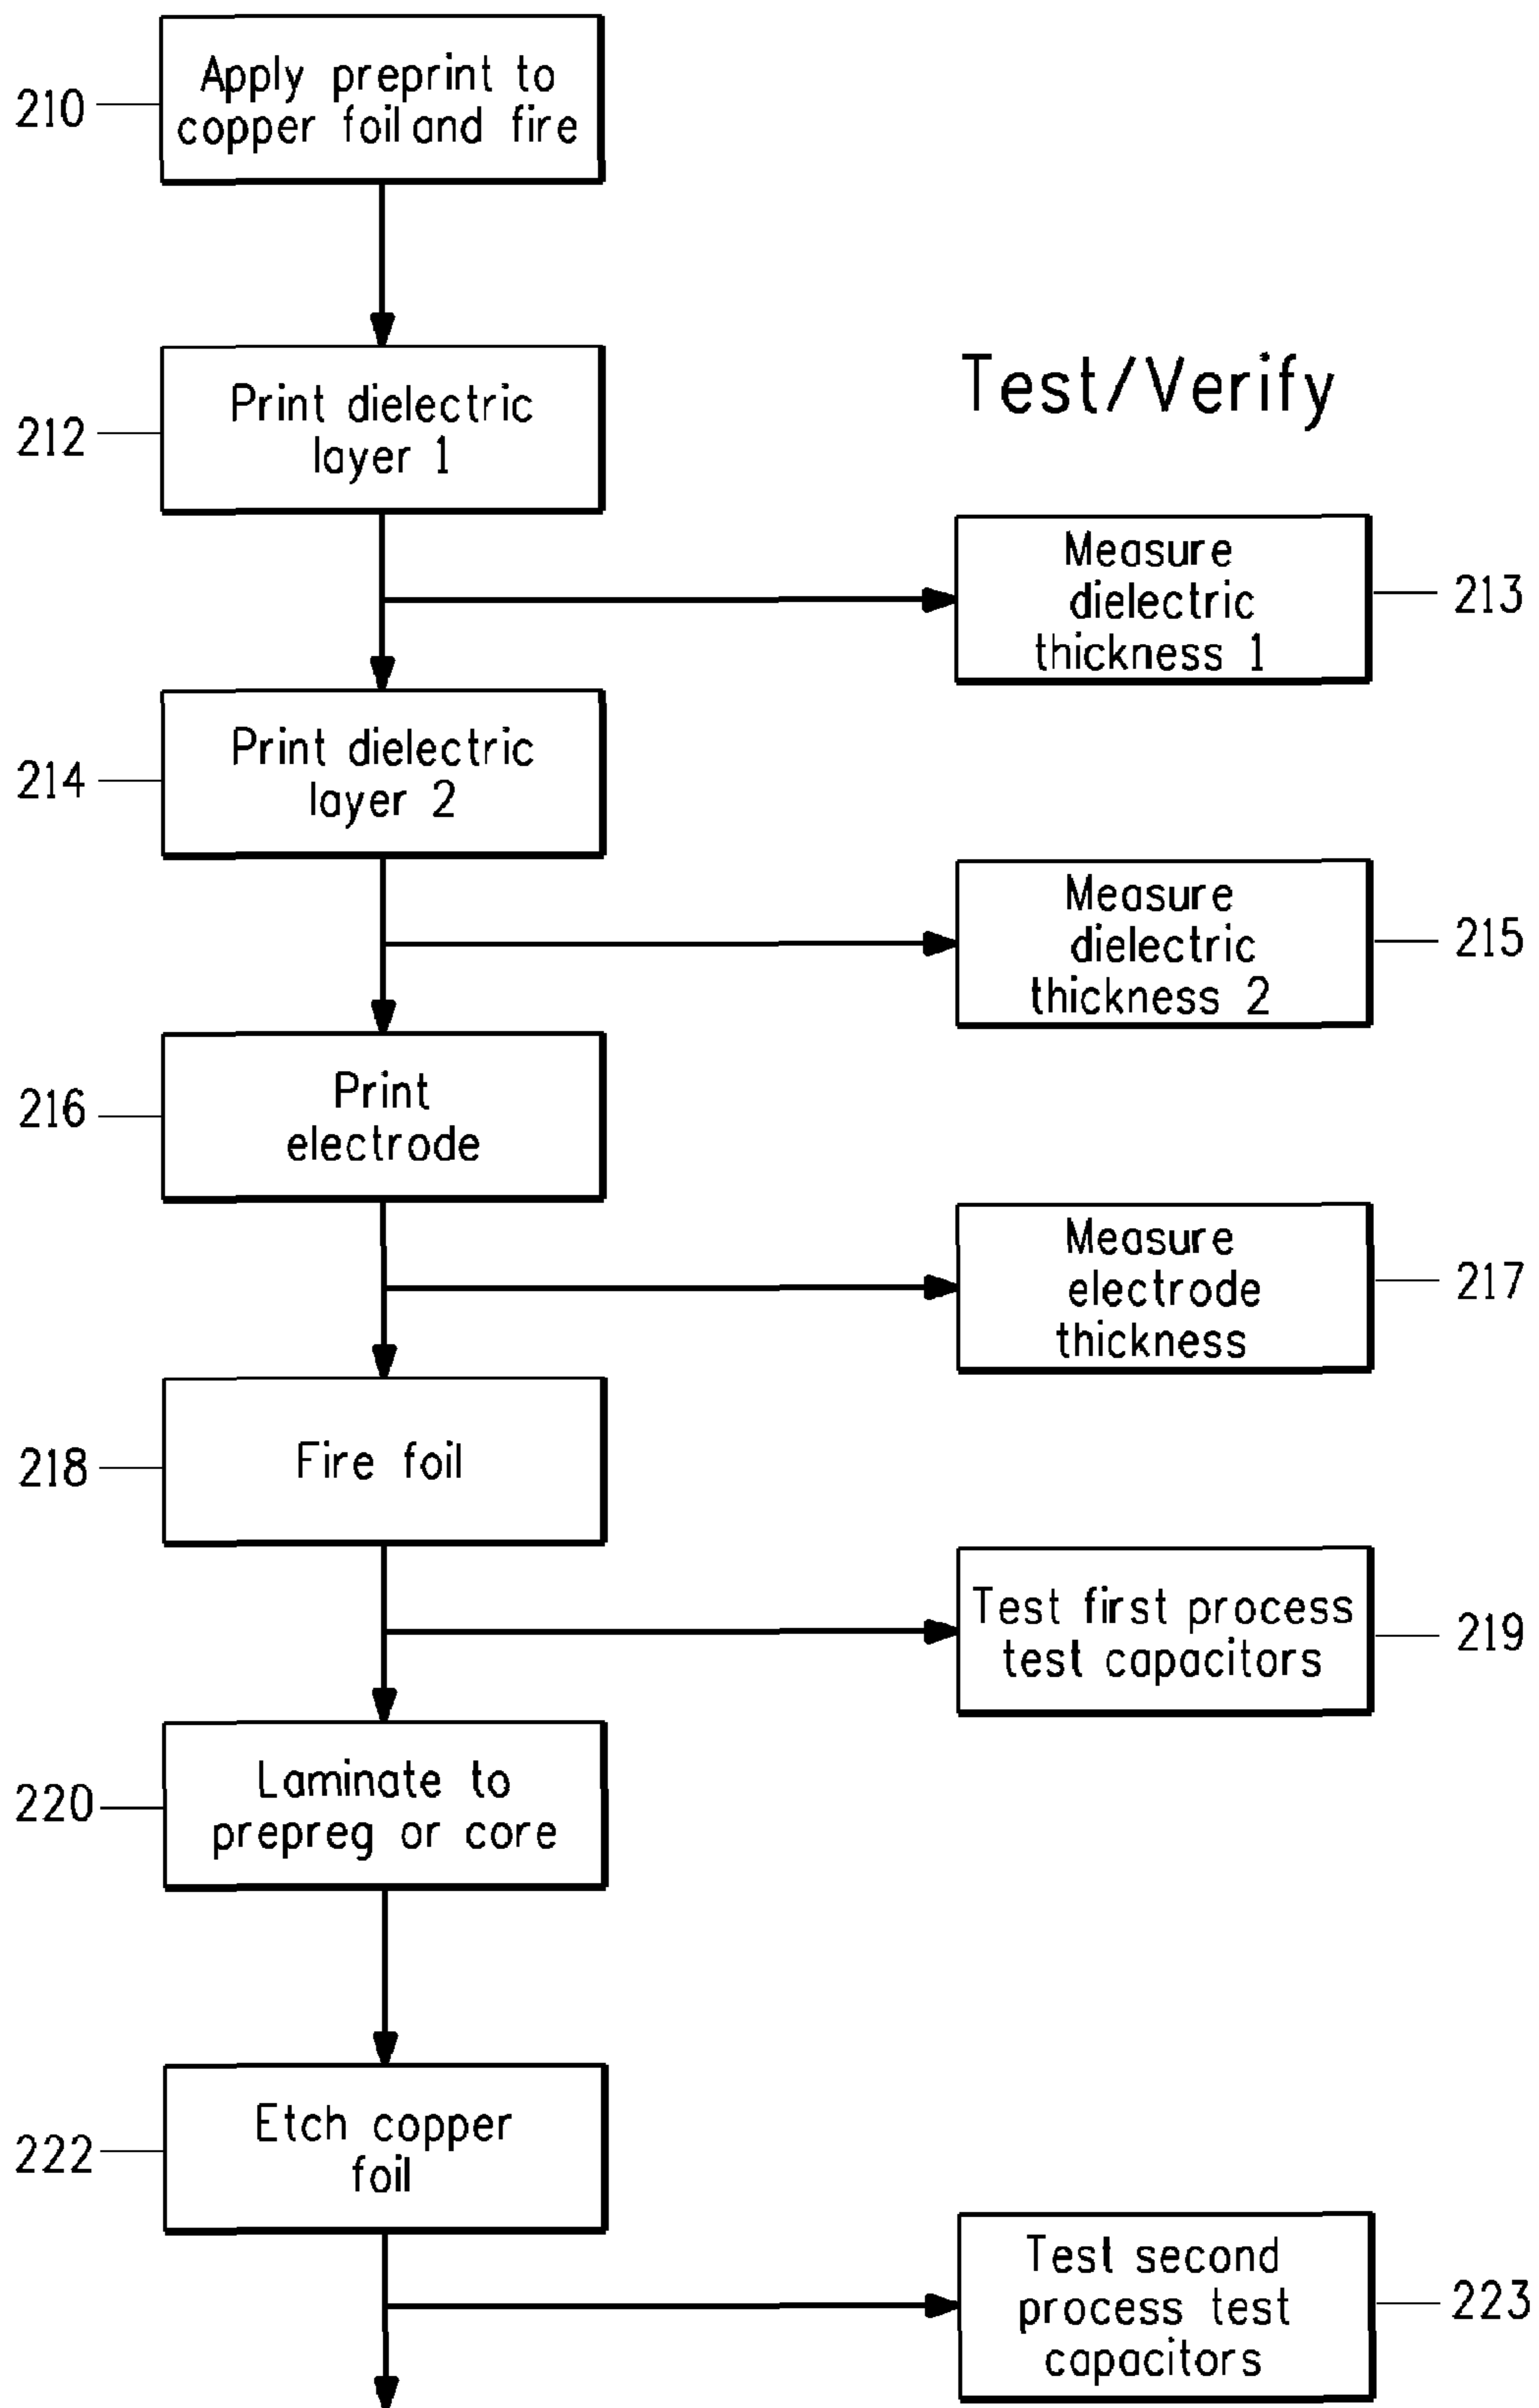 Apply preprint to
copper foil and fire
210
Print dielectric
layer 1
212
Test/Verify
Measure
dielectric
thickness 1
213
Print dielectric
layer 2
214
Measure
dielectric
thickness 2
215
Print
electrode
216
Measure
electrode
thickness
217
Fire foil
218
Test first process
test capacitors
219
Laminate to
prepreg or core
220
Etch copper
foil
222
Test second
process test
capacitors
223